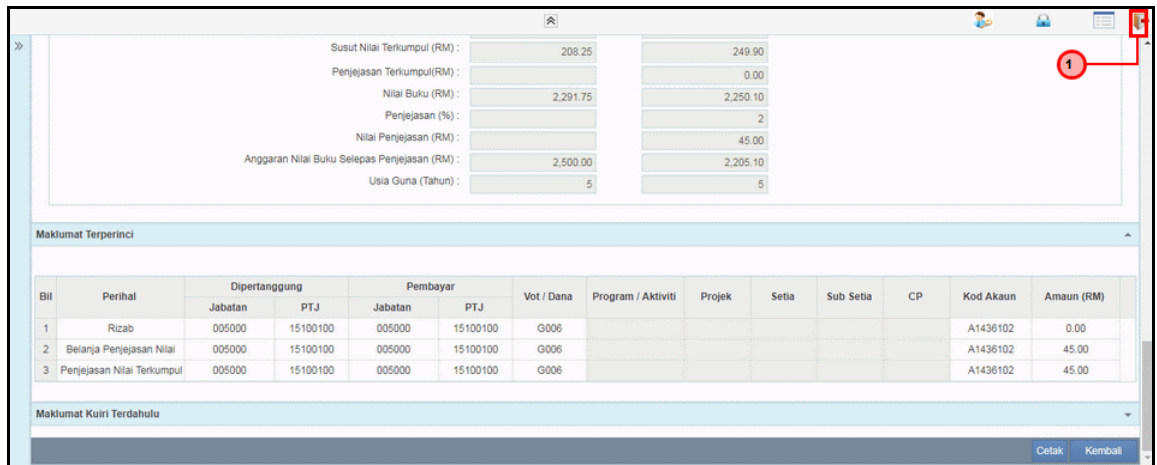 1
Susut Nilai Terkumpul (RM) : 208.25 249.90
Penjejasan Terkumpul(RM) : 0.00
Nilai Buku (RM) : 2,291.75 2,250.10
Penjejasan (%) : 2
Nilai Penjejasan (RM) : 45.00
Anggaran Nilai Buku Selepas Penjejasan (RM) : 2,500.00 2,205.10
Usia Guna (Tahun) : 5 5
Maklumat Terperinci
Bil Perihal Dipertanggung Pembayar Vot / Dana Program / Aktiviti Projek Setia Sub Setia CP Kod Akaun Amaun (RM)
Jabatan PTJ Jabatan PTJ
1 Rizab 005000 15100100 005000 15100100 G006 A1436102 0.00
2 Belanja Penjejasan Nilai 005000 15100100 005000 15100100 G006 A1436102 45.00
3 Penjejasan Nilai Terkumpul 005000 15100100 005000 15100100 G006 A1436102 45.00
Maklumat Kuiri Terdahulu
Cetak Kembali